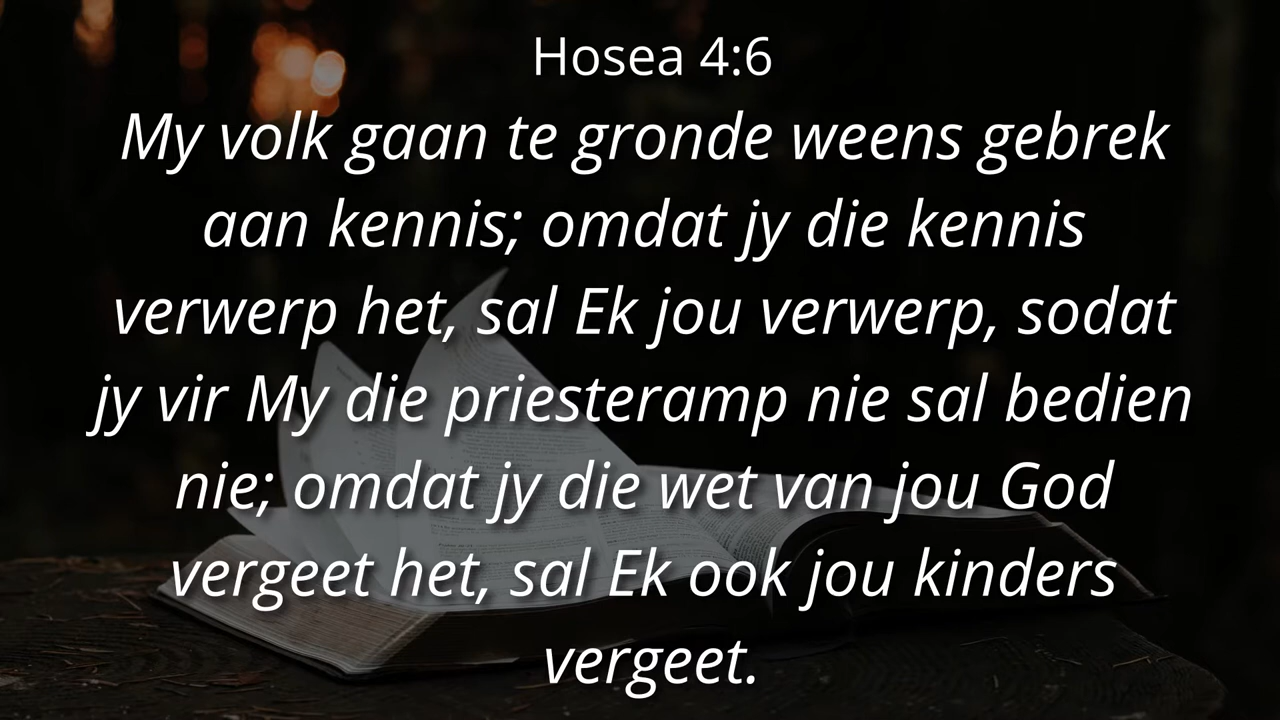 Hosea 4:6
My volk gaan te gronde weens gebrek
aan kennis; omdat jy die kennis
verwerp het, sal Ek jou verwerp, sodat
jy vir My die priesteramp nie sal bedien
nie; omdat jy die wet van jou God
vergeet het, sal Ek ook jou kinders
vergeet.